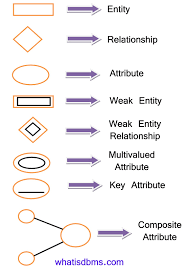 Entity
Relationship
Attribute
Weak Entity
Weak Entity
Relationship
Multivalued
Attribute
Key Attribute
Composite
Attribute
whatisdbms.com